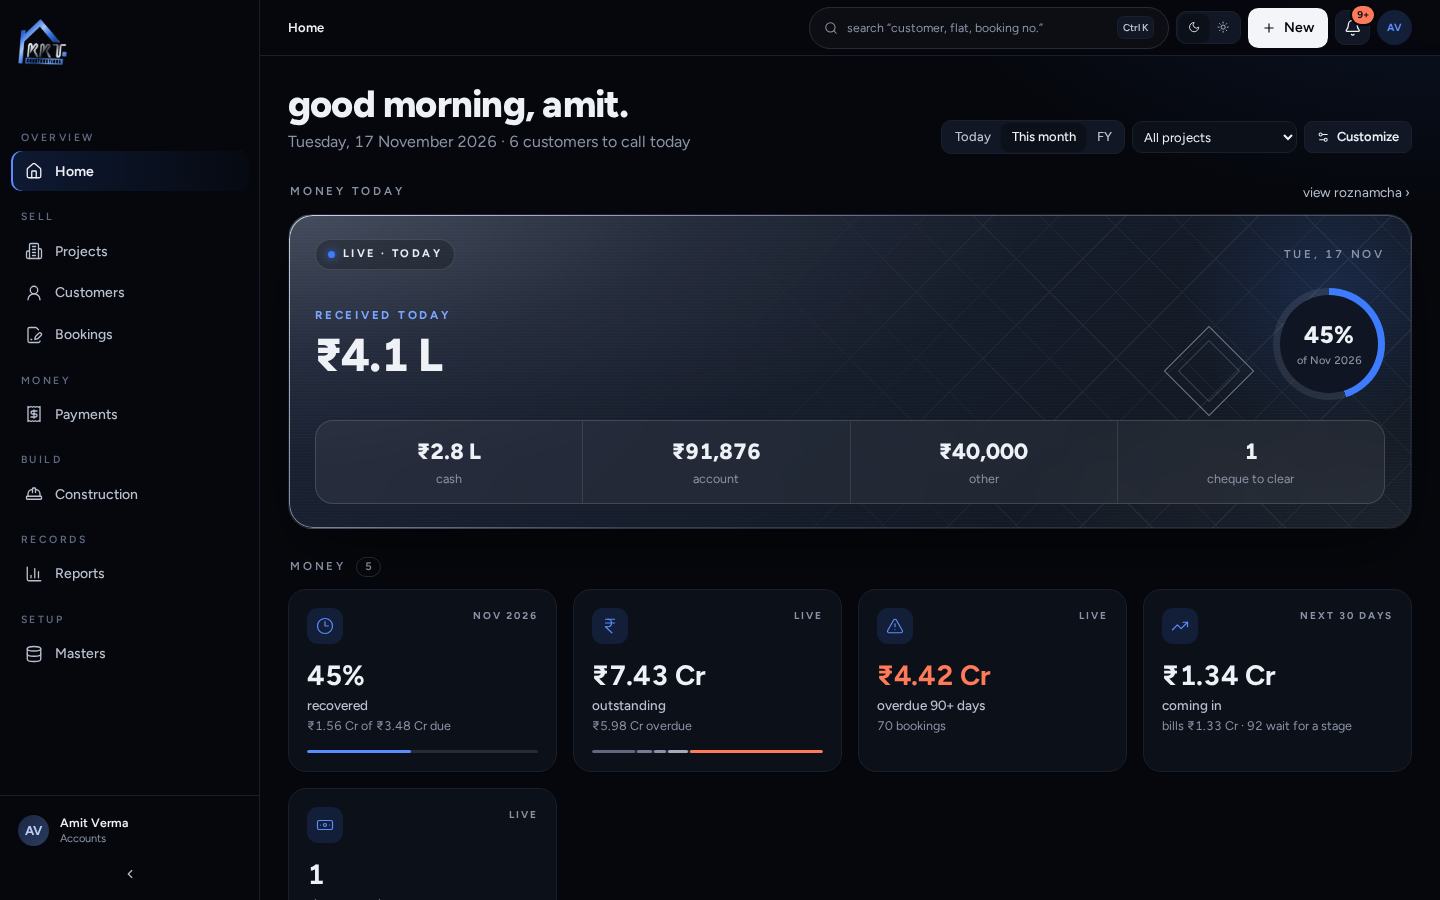 RKT
Home
search “customer, flat, booking no.”
Ctrl K
New
9+
AV
OVERVIEW
Home
SELL
Projects
Customers
Bookings
MONEY
Payments
BUILD
Construction
RECORDS
Reports
SETUP
Masters
AV
Amit Verma
Accounts
good morning, amit.
Tuesday, 17 November 2026 · 6 customers to call today
Today
This month
FY
All projects
Customize
MONEY TODAY
view roznamcha ›
LIVE · TODAY
TUE, 17 NOV
RECEIVED TODAY
₹4.1 L
45%
of Nov 2026
₹2.8 L
cash
₹91,876
account
₹40,000
other
1
cheque to clear
MONEY 5
NOV 2026
45%
recovered
₹1.56 Cr of ₹3.48 Cr due
LIVE
₹7.43 Cr
outstanding
₹5.98 Cr overdue
LIVE
₹4.42 Cr
overdue 90+ days
70 bookings
NEXT 30 DAYS
₹1.34 Cr
coming in
bills ₹1.33 Cr · 92 wait for a stage
LIVE
1